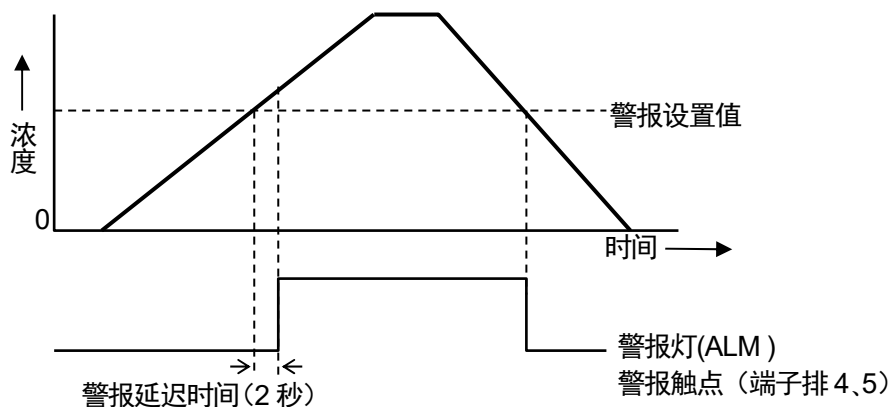 警报设置值
浓度
0
时间
警报灯(ALM )
警报触点（端子排 4、5）
警报延迟时间（2 秒）